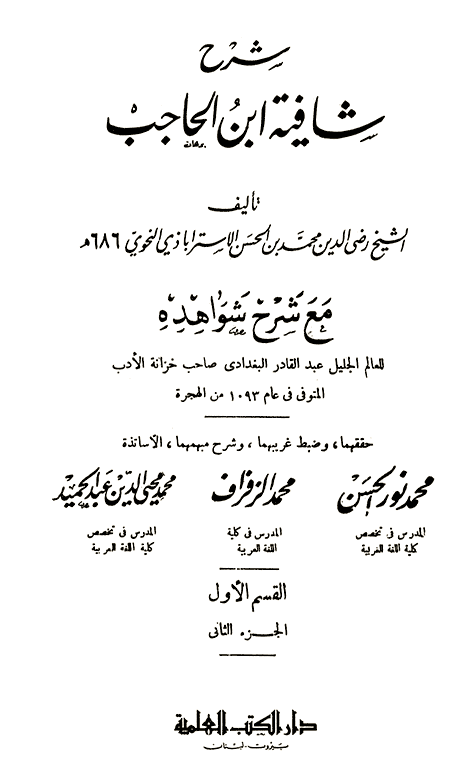 شرح
شافية ابن الحاجب
تأليف
الشيخ رضي الدين محمد بن الحسن الاستراباذي النحوي ٦٨٦ هـ
مع شرح شواهده
للعالم الجليل عبد القادر البغدادى صاحب خزانة الأدب
المتوفى فى عام ١٠٩٣ من الهجرة
حققهما، وضبط غريبهما، وشرح مبهمهما، الأساتذة
محمد نور الحسن محمد الزفزاف محمد محيى الدين عبد الحميد
المدرس فى تخصص المدرس فى كلية المدرس فى تخصص
كلية اللغة العربية اللغة العربية كلية اللغة العربية
القسم الأول
الجزء الثانى
دار الكتب العلمية
بيروت - لبنان